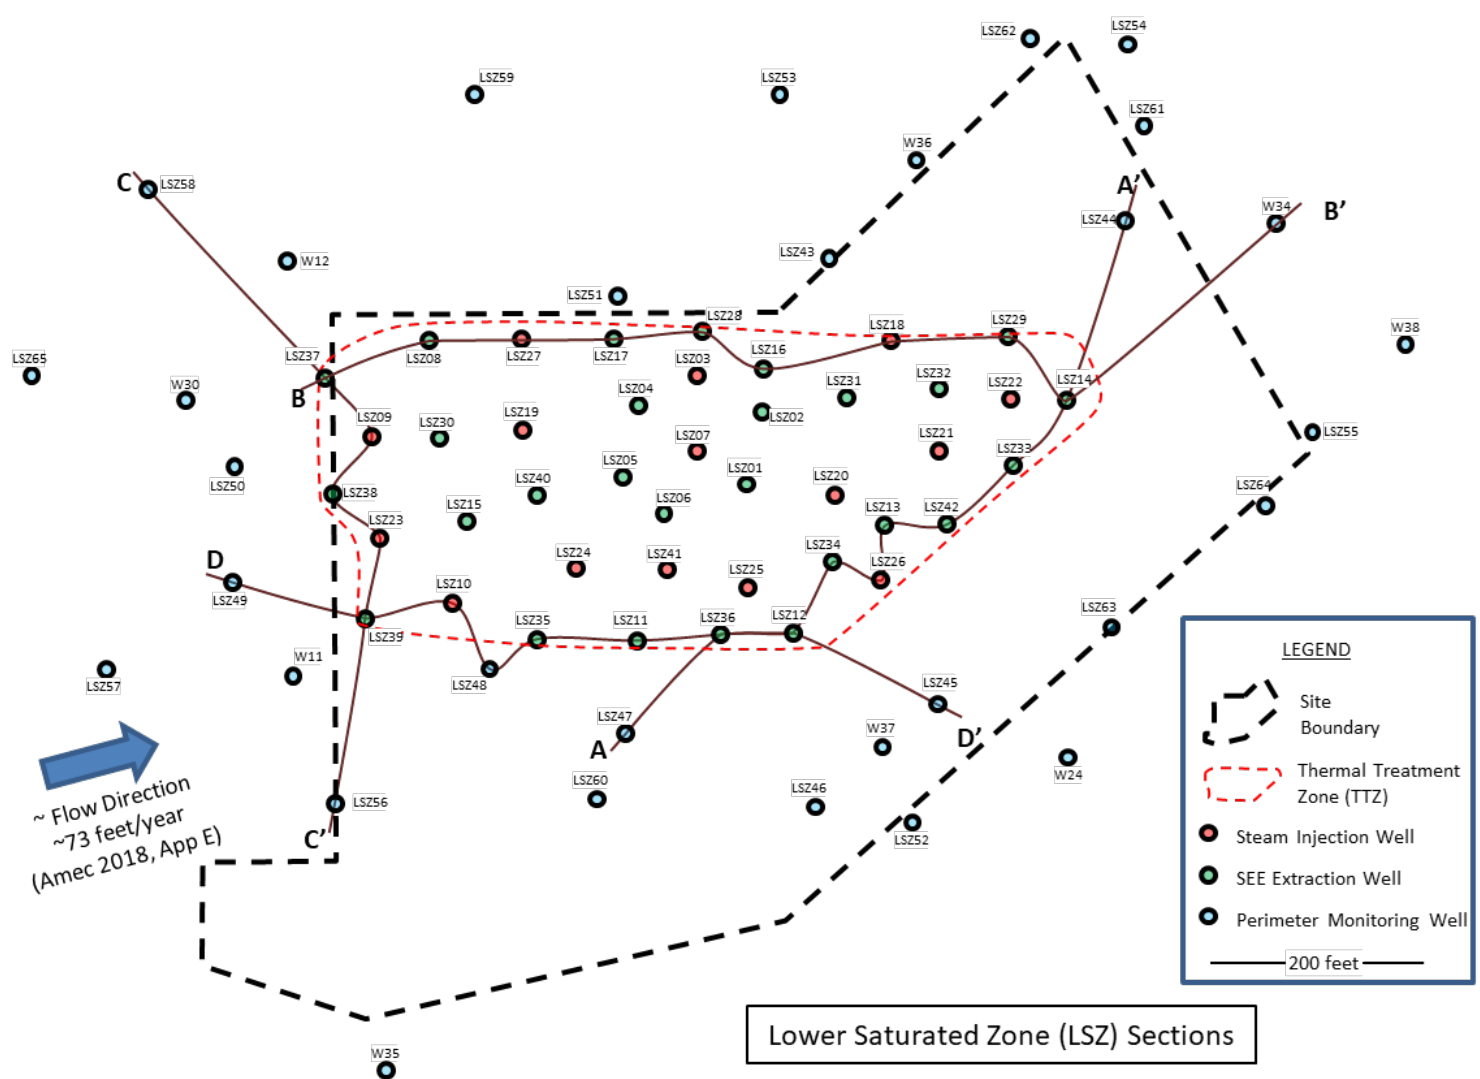 LSZ62
LSZ54
LSZ59
LSZ53
LSZ61
W36
C
LSZ58
A’
LSZ44
W34
B’
W12
LSZ43
LSZ51
LSZ28
LSZ18
LSZ29
W38
LSZ65
LSZ37
LSZ08
LSZ27
LSZ17
LSZ03
LSZ16
W30
B
LSZ04
LSZ31
LSZ32
LSZ22
LSZ14
LSZ09
LSZ30
LSZ19
LSZ02
LSZ55
LSZ07
LSZ21
LSZ33
LSZ50
LSZ38
LSZ40
LSZ05
LSZ01
LSZ20
LSZ64
LSZ15
LSZ06
LSZ13
LSZ42
LSZ23
D
LSZ49
LSZ24
LSZ41
LSZ25
LSZ34
LSZ26
LSZ10
LSZ39
LSZ35
LSZ11
LSZ36
LSZ12
LSZ63
LSZ57
W11
LSZ48
LSZ47
A
LSZ45
D’
W37
W24
LSZ60
LSZ46
LSZ52
LSZ56
C’
~ Flow Direction
~73 feet/year
(Amec 2018, App E)
W35
LEGEND
Site
Boundary
Thermal Treatment
Zone (TTZ)
Steam Injection Well
SEE Extraction Well
Perimeter Monitoring Well
200 feet
Lower Saturated Zone (LSZ) Sections